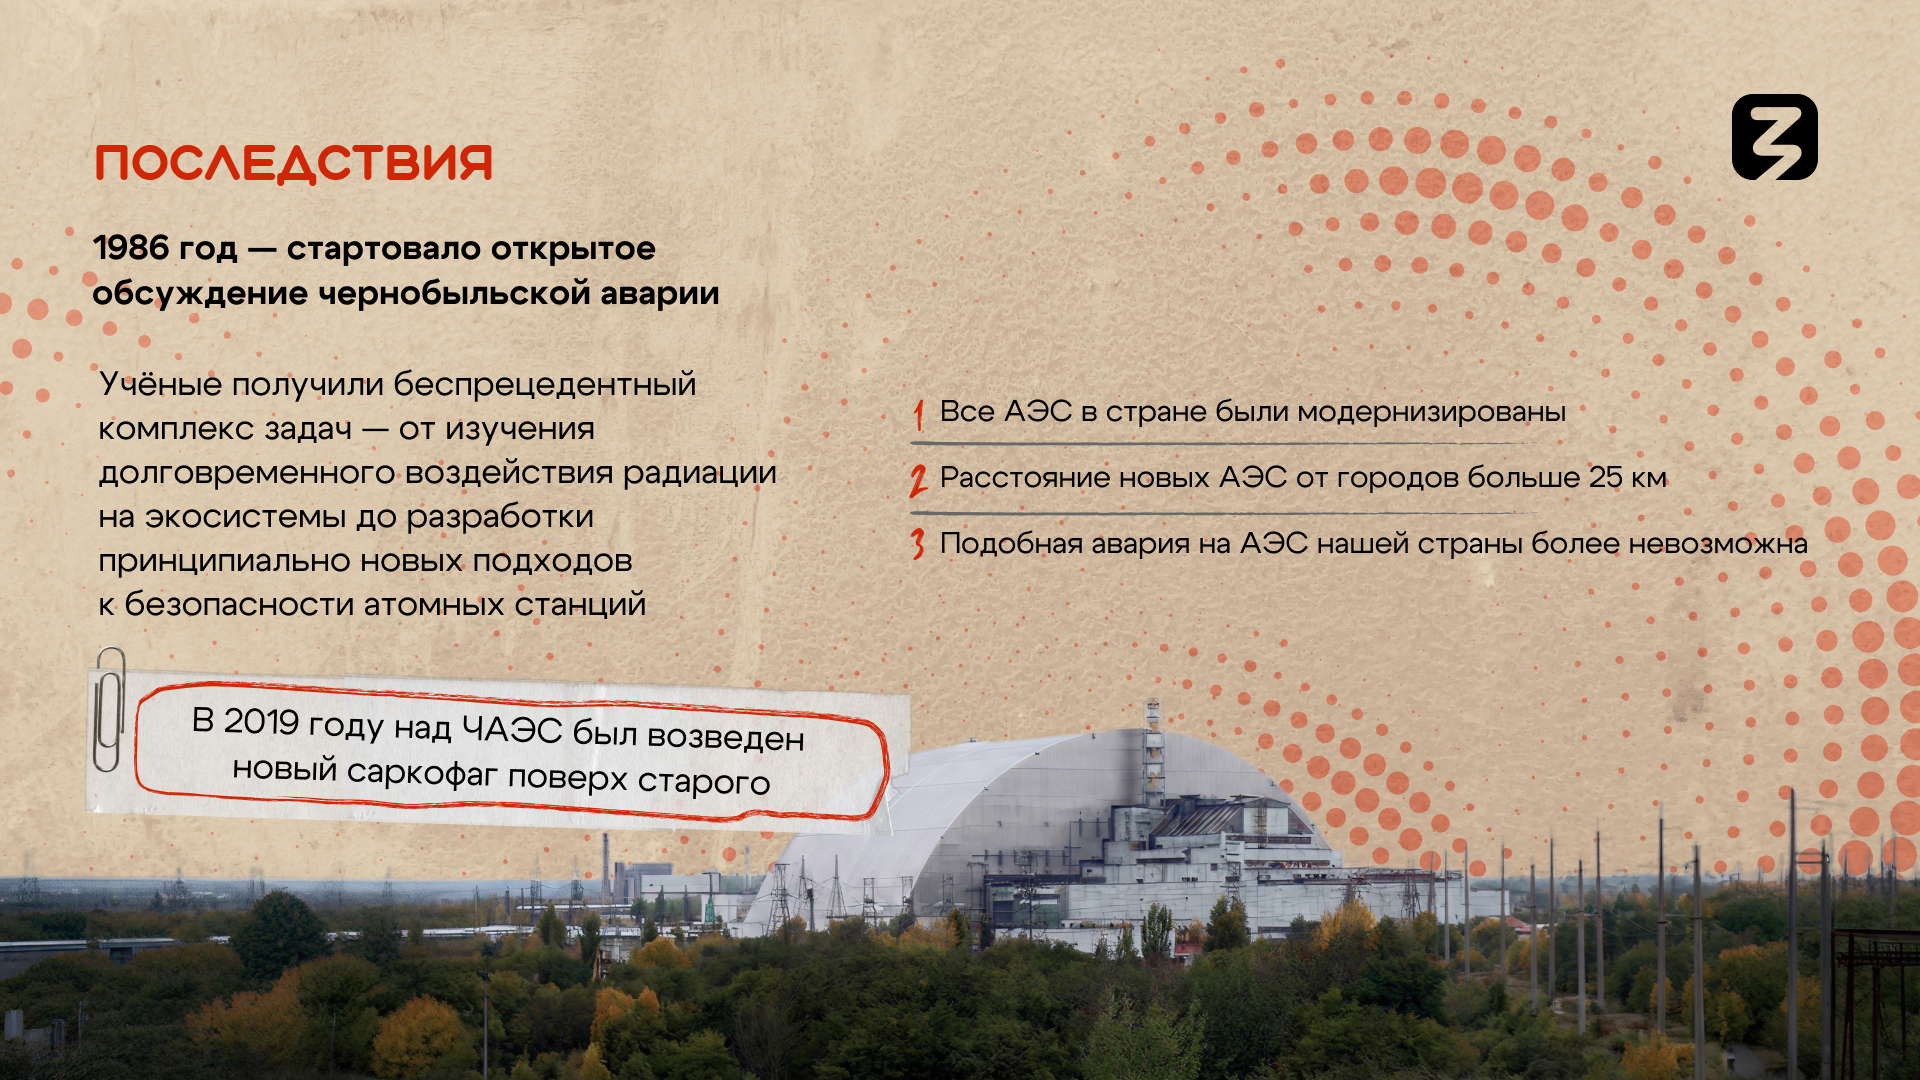 ПОСЛЕДСТВИЯ
1986 год — стартовало открытое
обсуждение чернобыльской аварии
Учёные получили беспрецедентный
комплекс задач — от изучения
долговременного воздействия радиации
на экосистемы до разработки
принципиально новых подходов
к безопасности атомных станций
1 Все АЭС в стране были модернизированы
2 Расстояние новых АЭС от городов больше 25 км
3 Подобная авария на АЭС нашей страны более невозможна
В 2019 году над ЧАЭС был возведен
новый саркофаг поверх старого